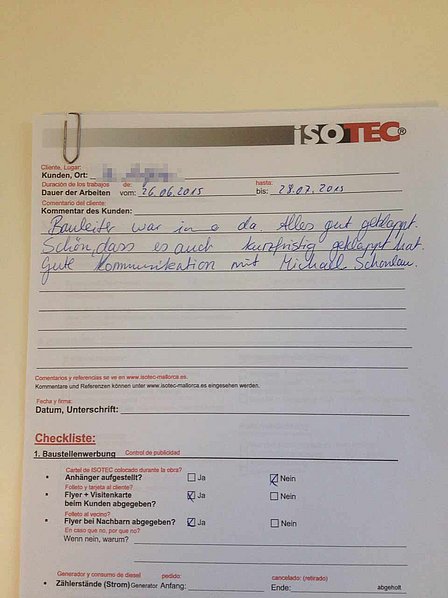 iSOTEC®
Cliente, Lugar:
Kunden, Ort:
Duración de los trabajos de: hasta:
Dauer der Arbeiten vom: 26.06.2015 bis: 28.07.2015
Comentario del cliente:
Kommentar des Kunden:
Bauleiter war da. Alles gut geklappt.
Schön, dass es auch kurzfristig geklappt hat.
Gute Kommunikation mit Michael Schönlau.
Comentarios y referencias se ve en www.isotec-mallorca.es.
Kommentare und Referenzen können unter www.isotec-mallorca.es eingesehen werden.
Fecha y firma:
Datum, Unterschrift:
Checkliste:
1. Baustellenwerbung Control de publicidad
Cartel de ISOTEC colocado durante la obra?
Anhänger aufgestellt? Ja Nein
Folleto y tarjeta al cliente?
Flyer + Visitenkarte Ja Nein
beim Kunden abgegeben?
Folleto al vecino?
Flyer bei Nachbarn abgegeben? Ja Nein
En caso que no, por que no?
Wenn nein, warum?
Generador y consumo de diesel pedido: cancelado: (retirado)
Zählerstände (Strom) Generator Anfang: Ende: abgeholt